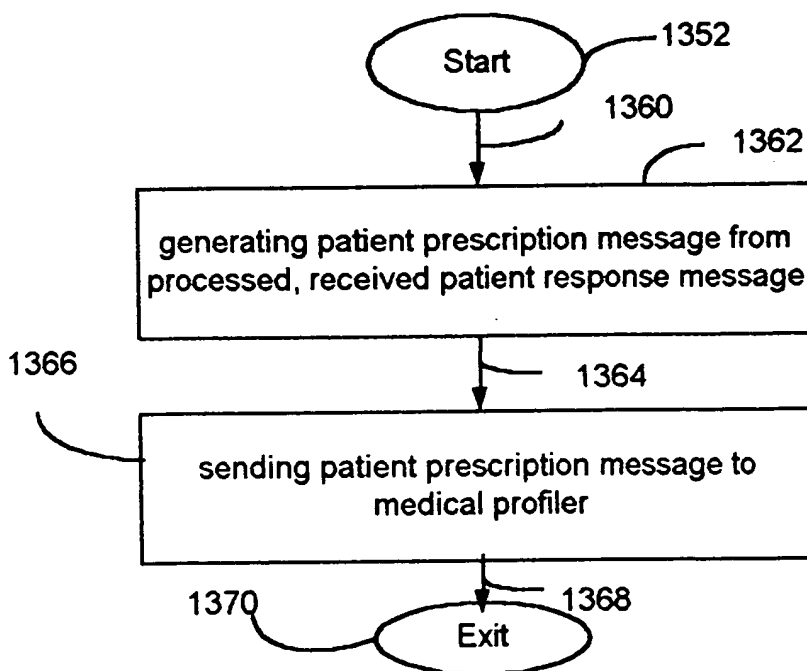 Start
1352
1360
1362
generating patient prescription message from
processed, received patient response message
1366
1364
sending patient prescription message to
medical profiler
1370
1368
Exit